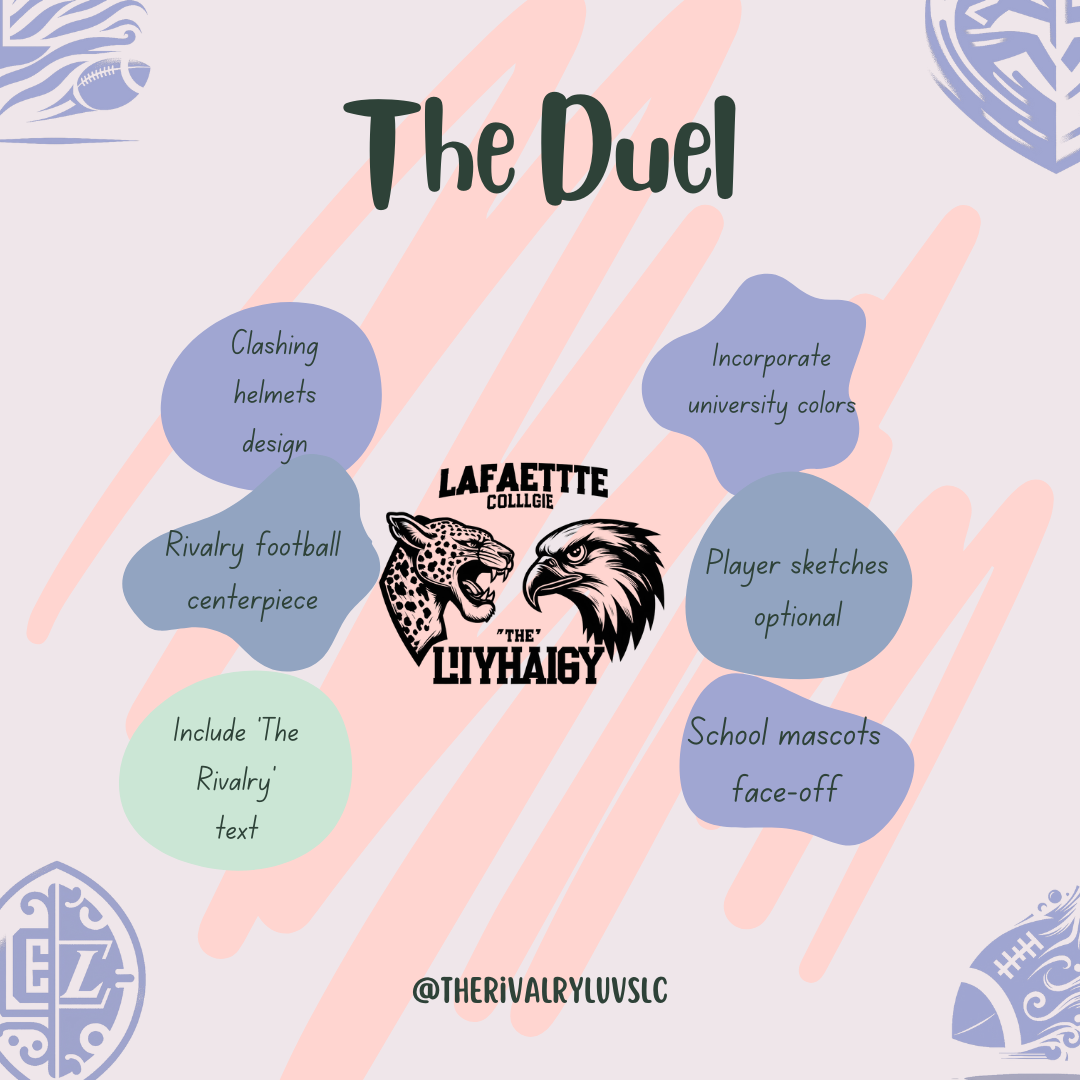 The Duel
Clashing
helmets
design
Incorporate
university colors
Rivalry football
centerpiece
LAFAETTTE
COLLLGIE
"THE"
Player sketches
optional
Include 'The
Rivalry'
text
School mascots
face-off
L
@THERIVALRYLUVSLC